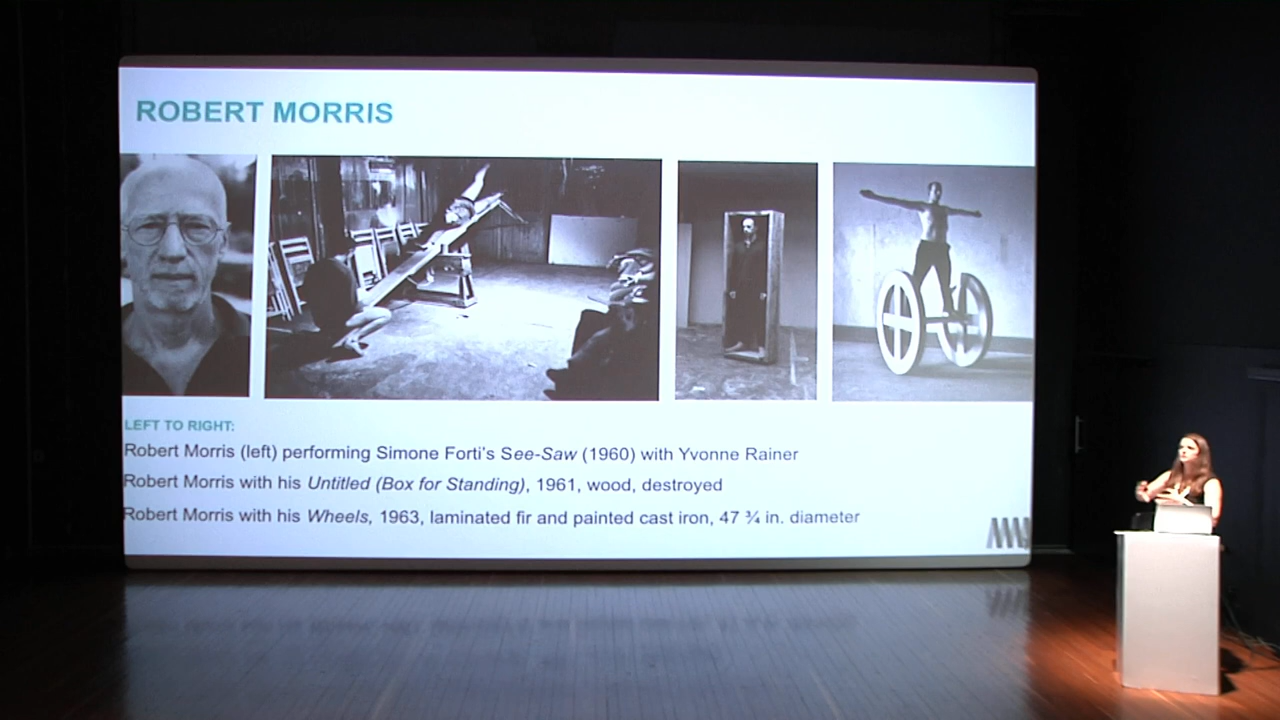 ROBERT MORRIS
LEFT TO RIGHT:
Robert Morris (left) performing Simone Forti's See-Saw (1960) with Yvonne Rainer
Robert Morris with his Untitled (Box for Standing), 1961, wood, destroyed
Robert Morris with his Wheels, 1963, laminated fir and painted cast iron, 47 ¾ in. diameter